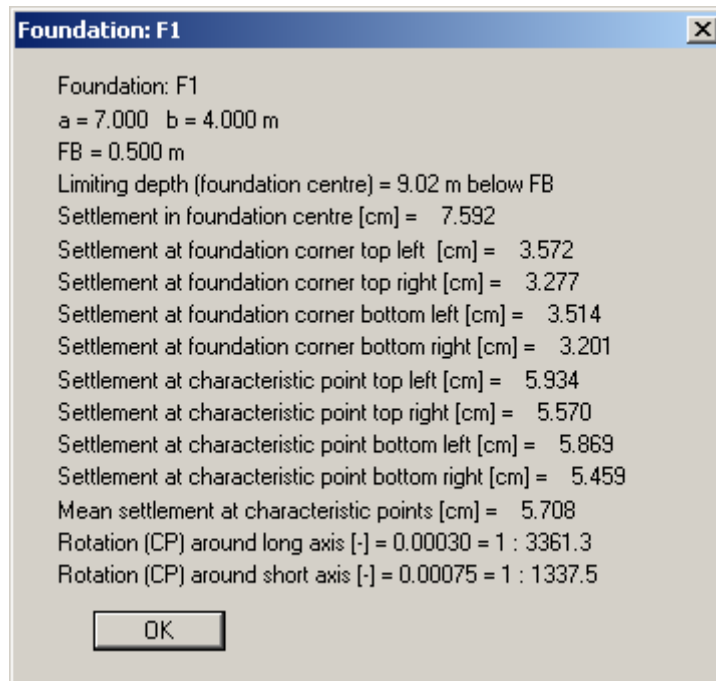 Foundation: F1
Foundation: F1
a = 7.000 b = 4.000 m
FB = 0.500 m
Limiting depth (foundation centre) = 9.02 m below FB
Settlement in foundation centre [cm] = 7.592
Settlement at foundation corner top left [cm] = 3.572
Settlement at foundation corner top right [cm] = 3.277
Settlement at foundation corner bottom left [cm] = 3.514
Settlement at foundation corner bottom right [cm] = 3.201
Settlement at characteristic point top left [cm] = 5.934
Settlement at characteristic point top right [cm] = 5.570
Settlement at characteristic point bottom left [cm] = 5.869
Settlement at characteristic point bottom right [cm] = 5.459
Mean settlement at characteristic points [cm] = 5.708
Rotation (CP) around long axis [-] = 0.00030 = 1 : 3361.3
Rotation (CP) around short axis [-] = 0.00075 = 1 : 1337.5
OK